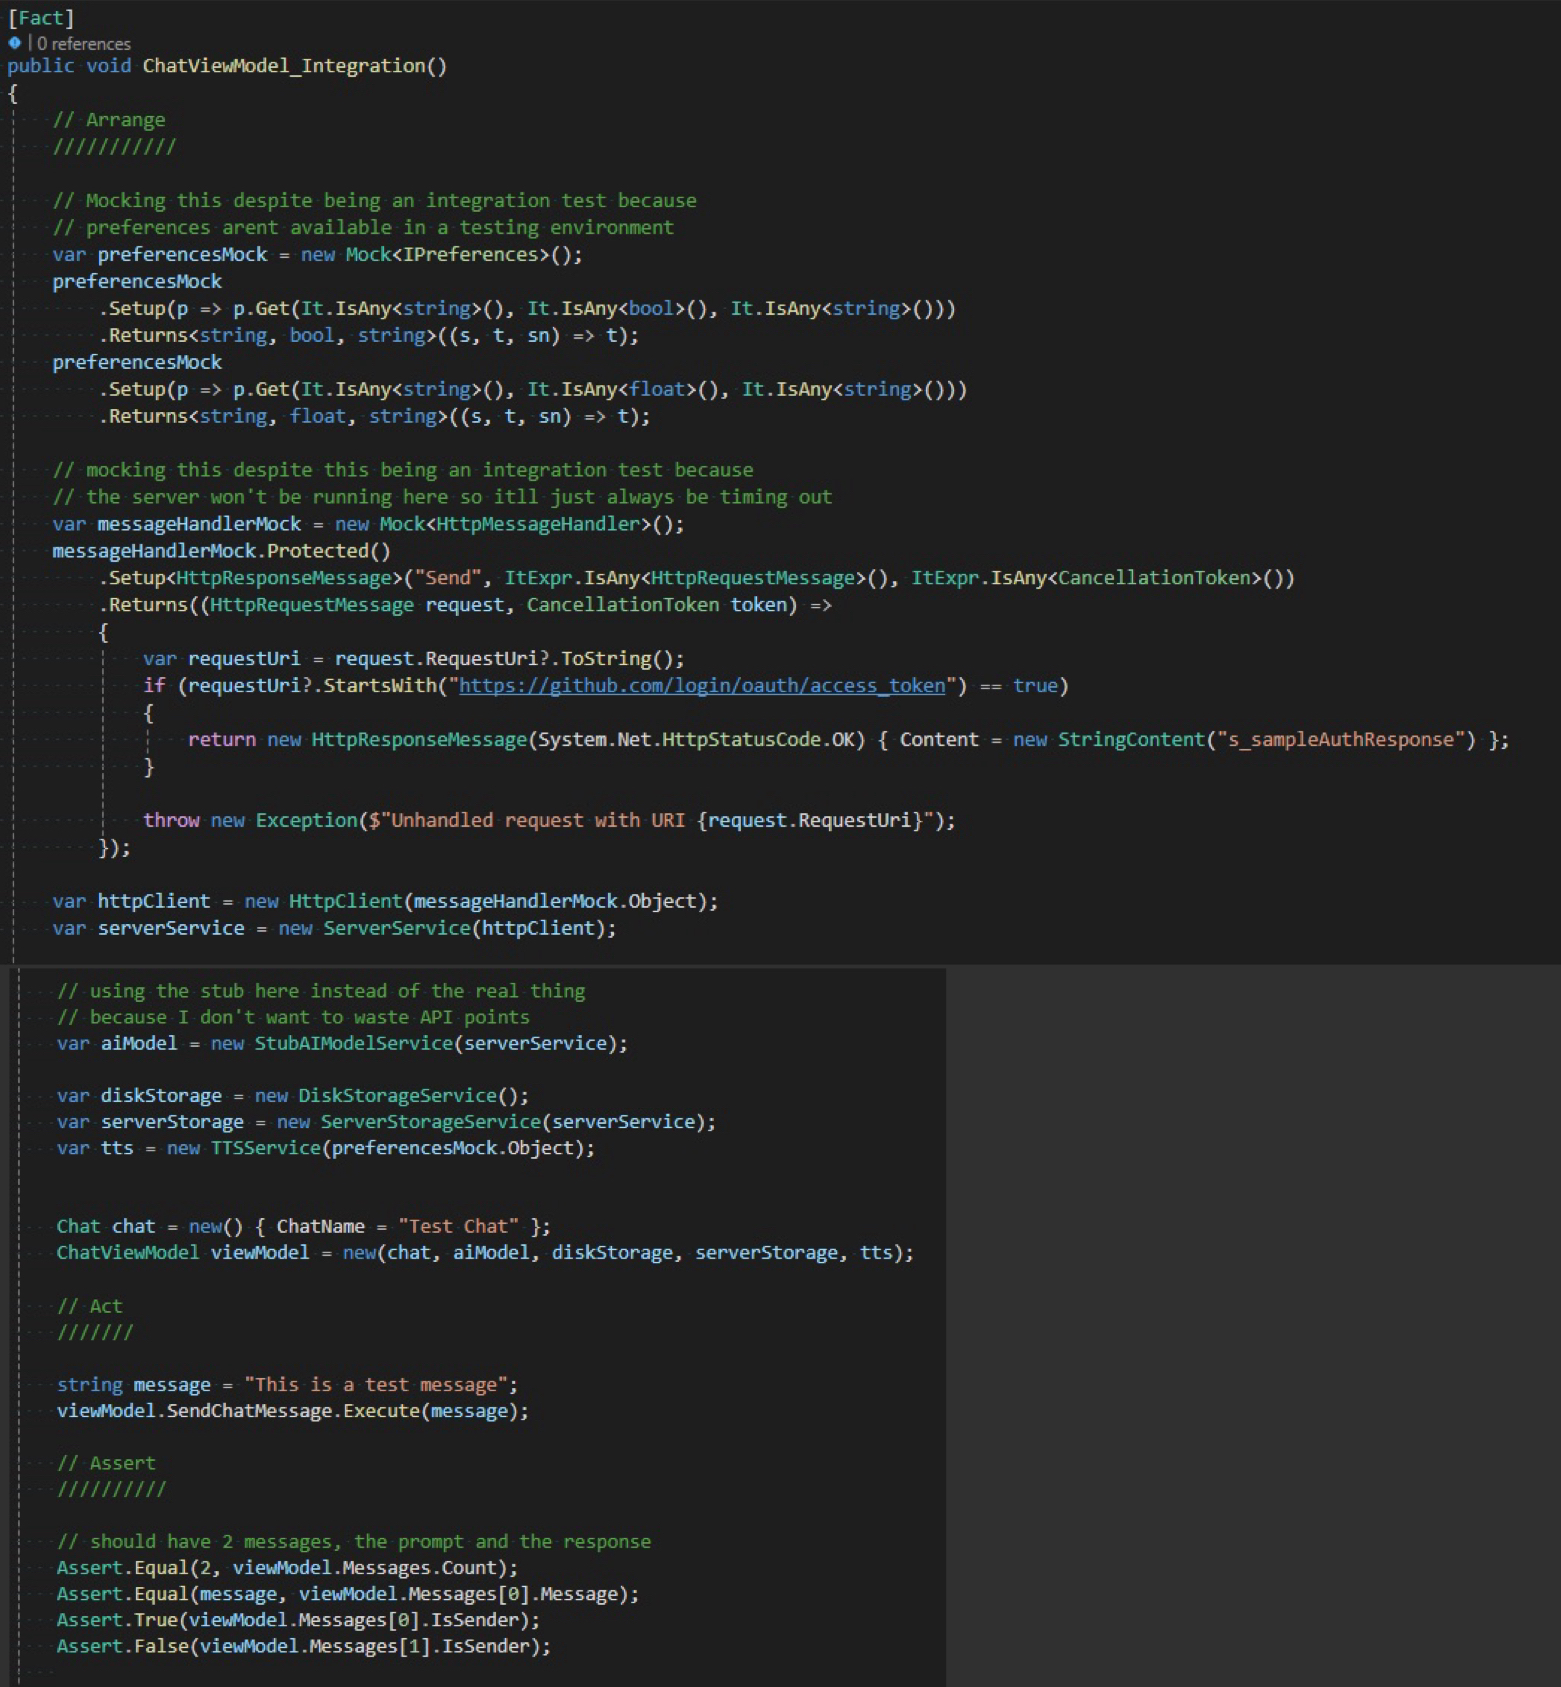 [Fact]
| 0 references
public void ChatViewModel_Integration()
{
// Arrange
///////////
// Mocking this despite being an integration test because
// preferences arent available in a testing environment
var preferencesMock = new Mock<IPreferences>();
preferencesMock
.Setup(p => p.Get(It.IsAny<string>(), It.IsAny<bool>(), It.IsAny<string>()))
.Returns<string, bool, string>((s, t, sn) => t);
preferencesMock
.Setup(p => p.Get(It.IsAny<string>(), It.IsAny<float>(), It.IsAny<string>()))
.Returns<string, float, string>((s, t, sn) => t);
// mocking this despite this being an integration test because
// the server won't be running here so itll just always be timing out
var messageHandlerMock = new Mock<HttpMessageHandler>();
messageHandlerMock.Protected()
.Setup<HttpResponseMessage>("Send", ItExpr.IsAny<HttpRequestMessage>(), ItExpr.IsAny<CancellationToken>())
.Returns((HttpRequestMessage request, CancellationToken token) =>
{
var requestUri = request.RequestUri?.ToString();
if (requestUri?.StartsWith("https://github.com/login/oauth/access_token") == true)
{
return new HttpResponseMessage(System.Net.HttpStatusCode.OK) { Content = new StringContent("s_sampleAuthResponse") };
}
throw new Exception($"Unhandled request with URI {request.RequestUri}");
});
var httpClient = new HttpClient(messageHandlerMock.Object);
var serverService = new ServerService(httpClient);
// using the stub here instead of the real thing
// because I don't want to waste API points
var aiModel = new StubAIModelService(serverService);
var diskStorage = new DiskStorageService();
var serverStorage = new ServerStorageService(serverService);
var tts = new TTSService(preferencesMock.Object);
Chat chat = new() { ChatName = "Test Chat" };
ChatViewModel viewModel = new(chat, aiModel, diskStorage, serverStorage, tts);
// Act
///////
string message = "This is a test message";
viewModel.SendChatMessage.Execute(message);
// Assert
//////////
// should have 2 messages, the prompt and the response
Assert.Equal(2, viewModel.Messages.Count);
Assert.Equal(message, viewModel.Messages[0].Message);
Assert.True(viewModel.Messages[0].IsSender);
Assert.False(viewModel.Messages[1].IsSender);